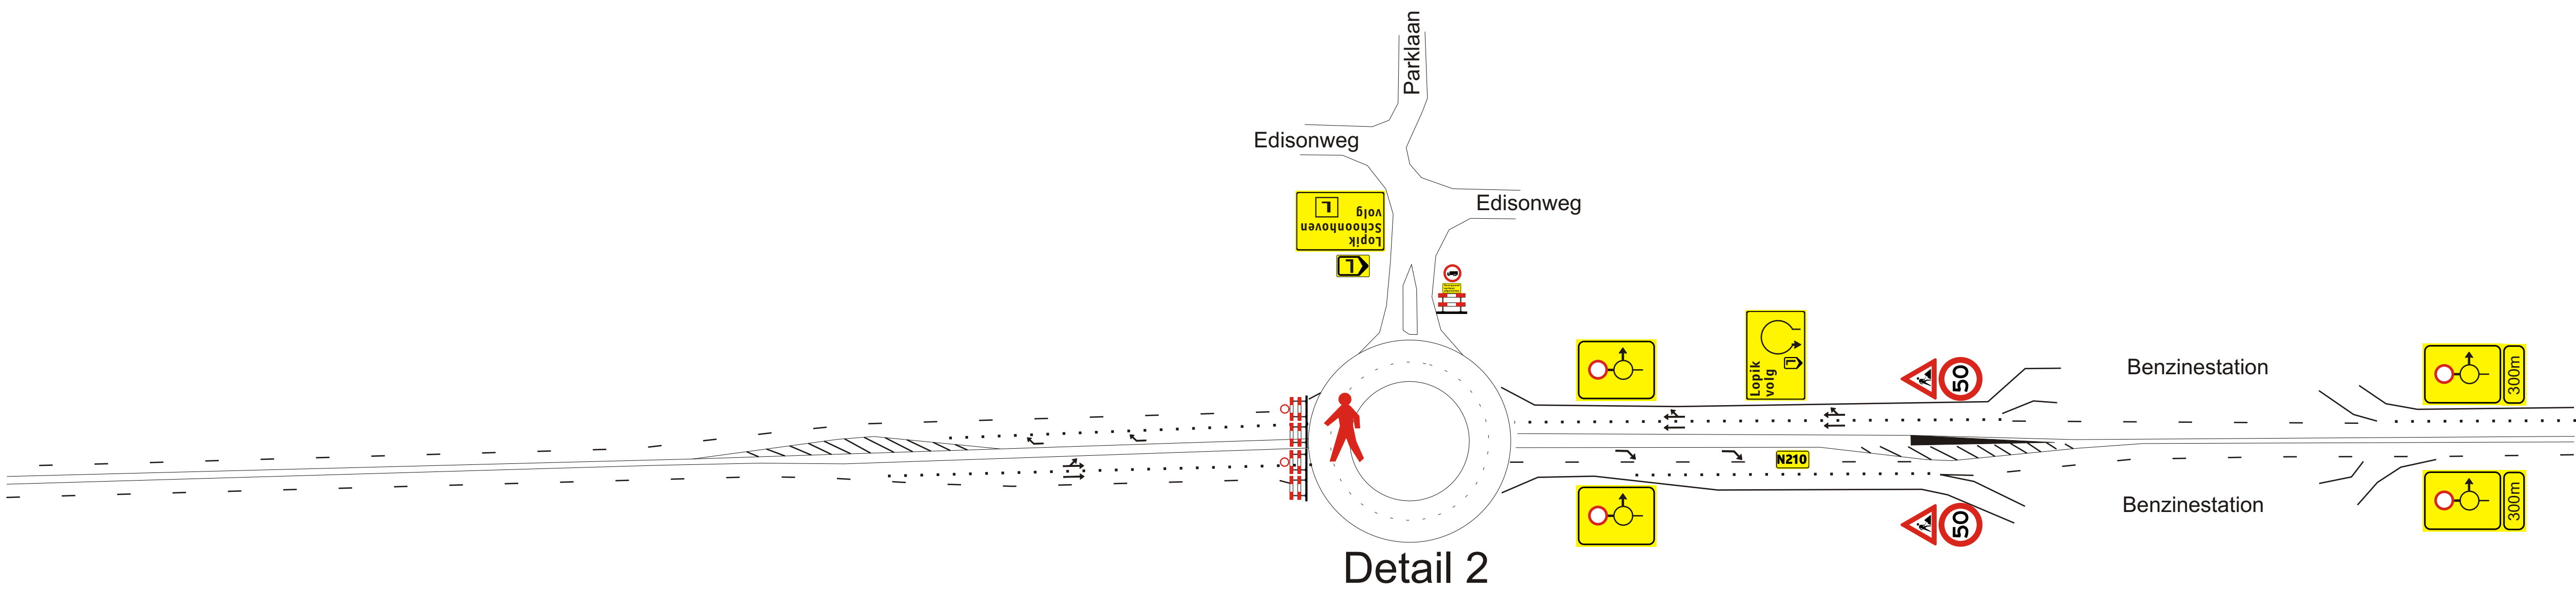 Parklaan
Edisonweg
Edisonweg
Lopik
Schoonhoven
volg L
L
Lopik
volg L
50
Benzinestation
300m
N210
50
Benzinestation
300m
Detail 2